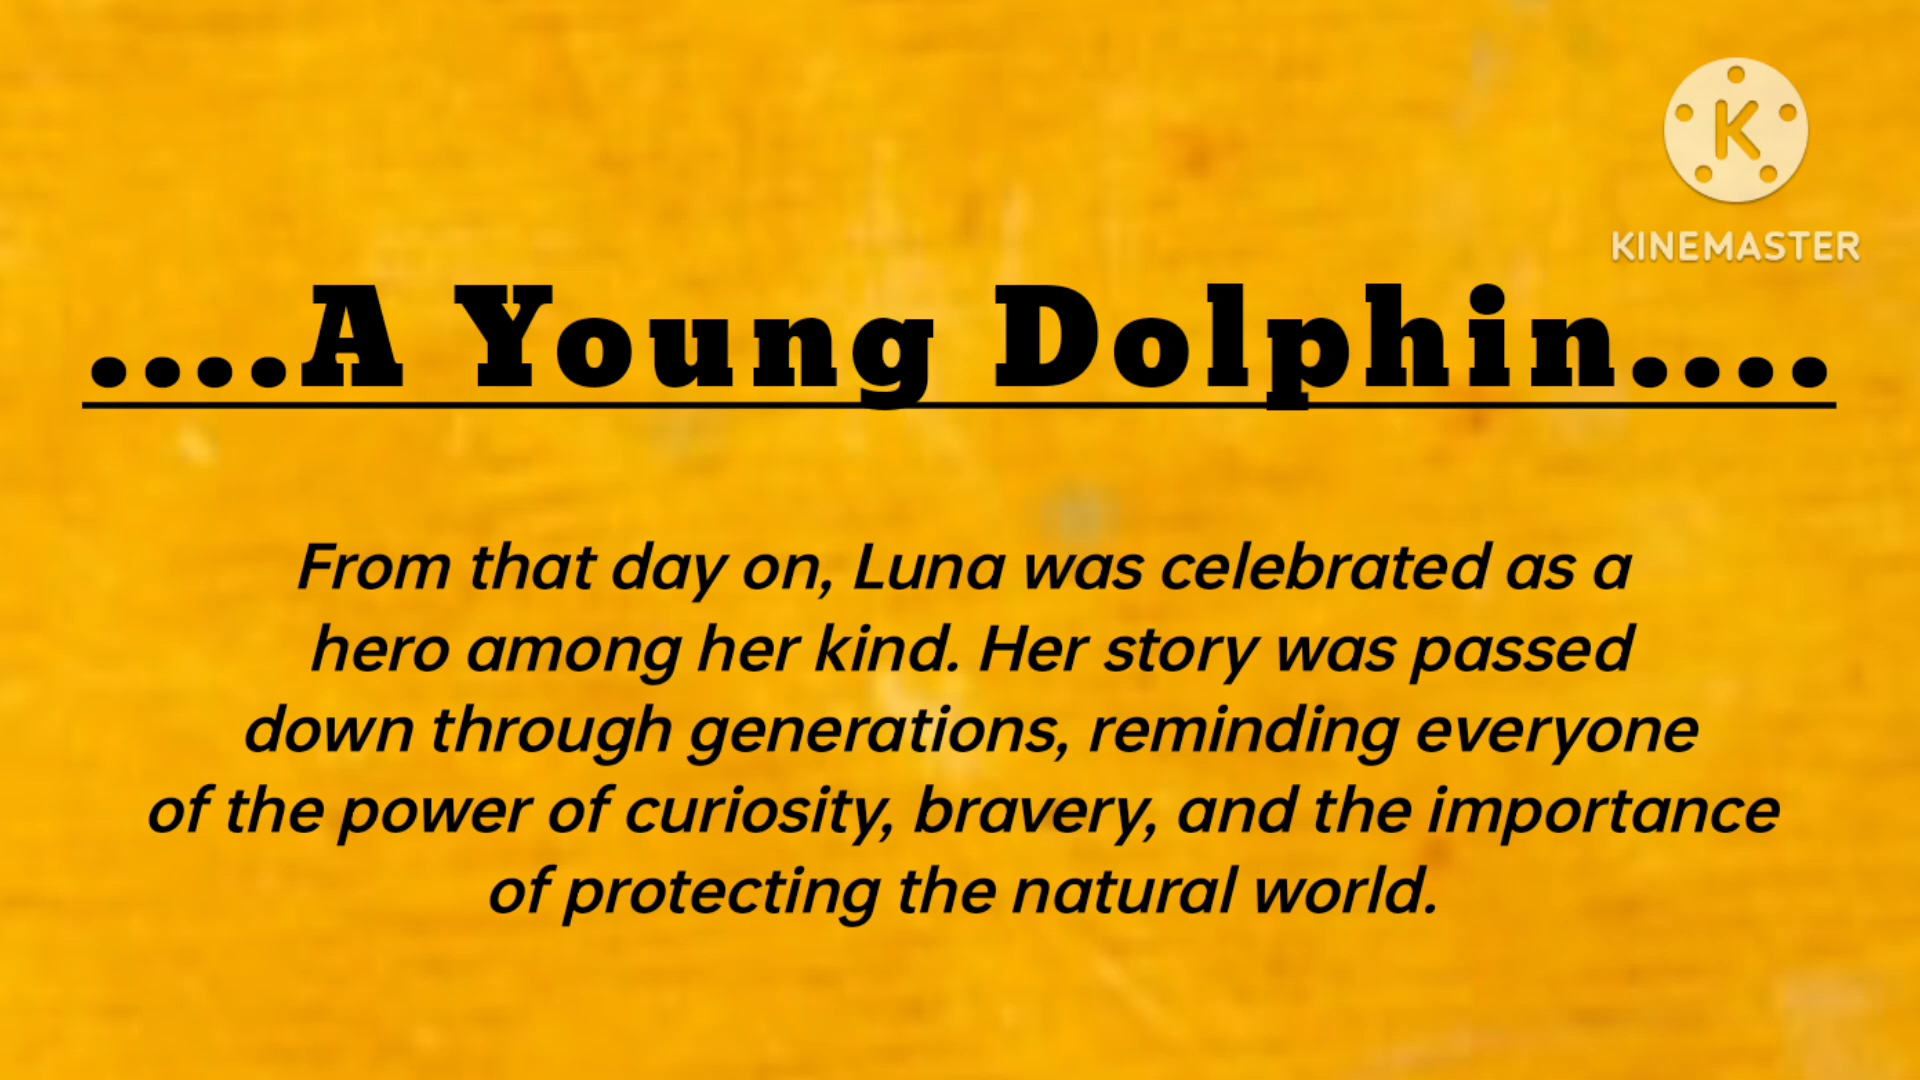 K
KINEMASTER
....A Young Dolphin....
From that day on, Luna was celebrated as a
hero among her kind. Her story was passed
down through generations, reminding everyone
of the power of curiosity, bravery, and the importance
of protecting the natural world.